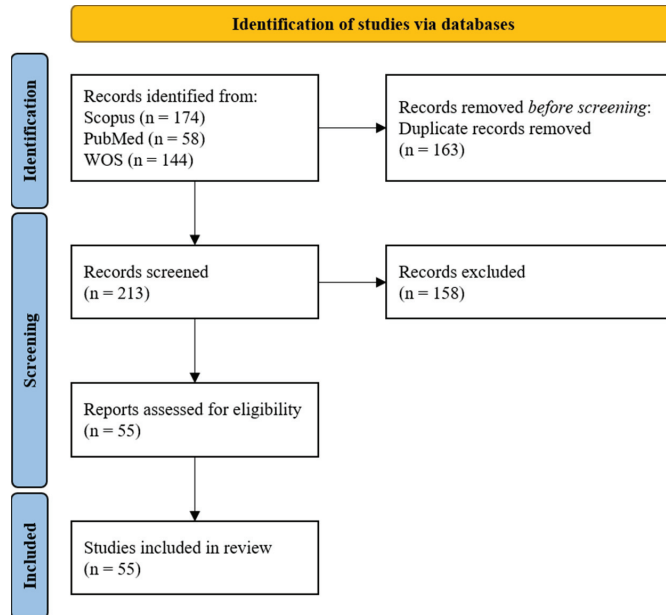 Identification of studies via databases
Identification
Records identified from:
Scopus (n = 174)
PubMed (n = 58)
WOS (n = 144)
Records removed before screening:
Duplicate records removed
(n = 163)
Screening
Records screened
(n = 213)
Records excluded
(n = 158)
Reports assessed for eligibility
(n = 55)
Included
Studies included in review
(n = 55)